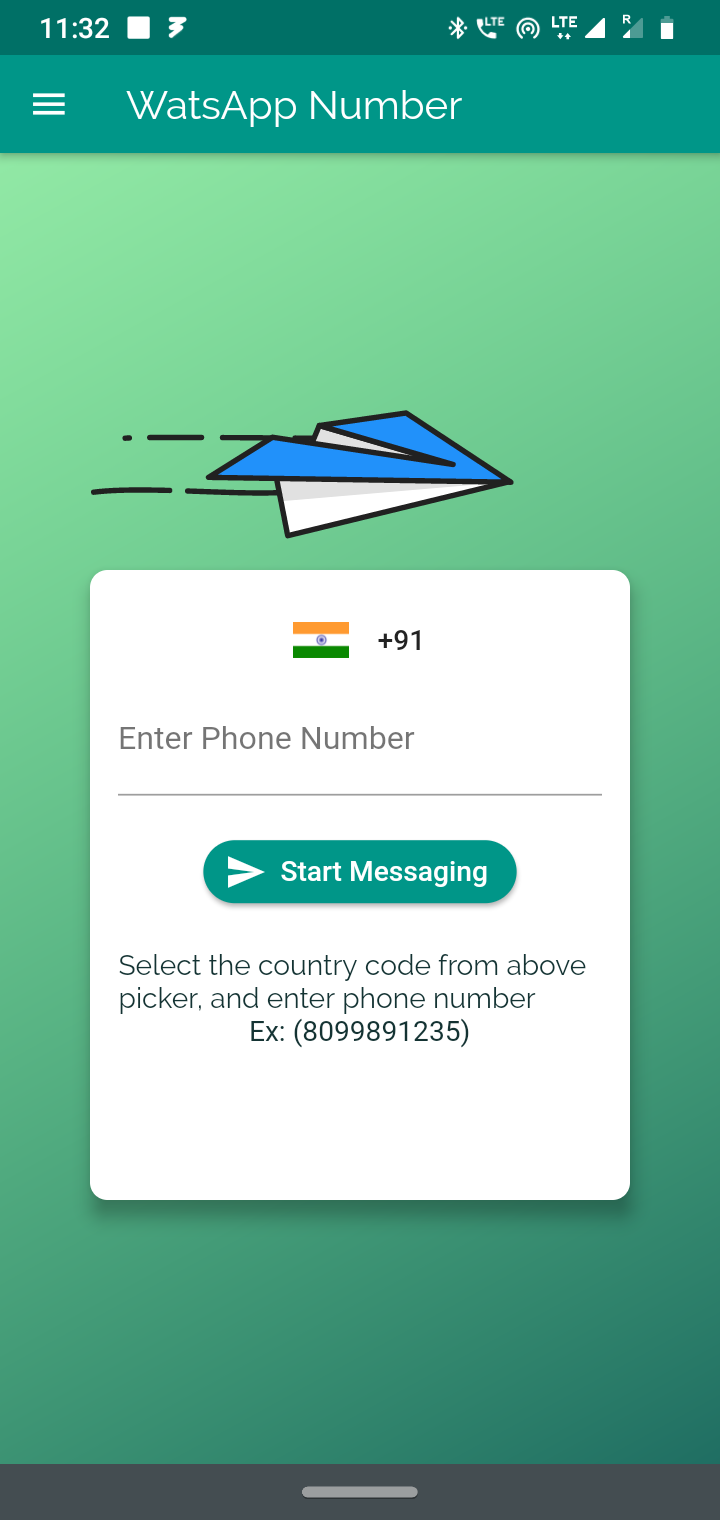 11:32
LTE
LTE
R
WatsApp Number
+91
Enter Phone Number
Start Messaging
Select the country code from above
picker, and enter phone number
Ex: (8099891235)